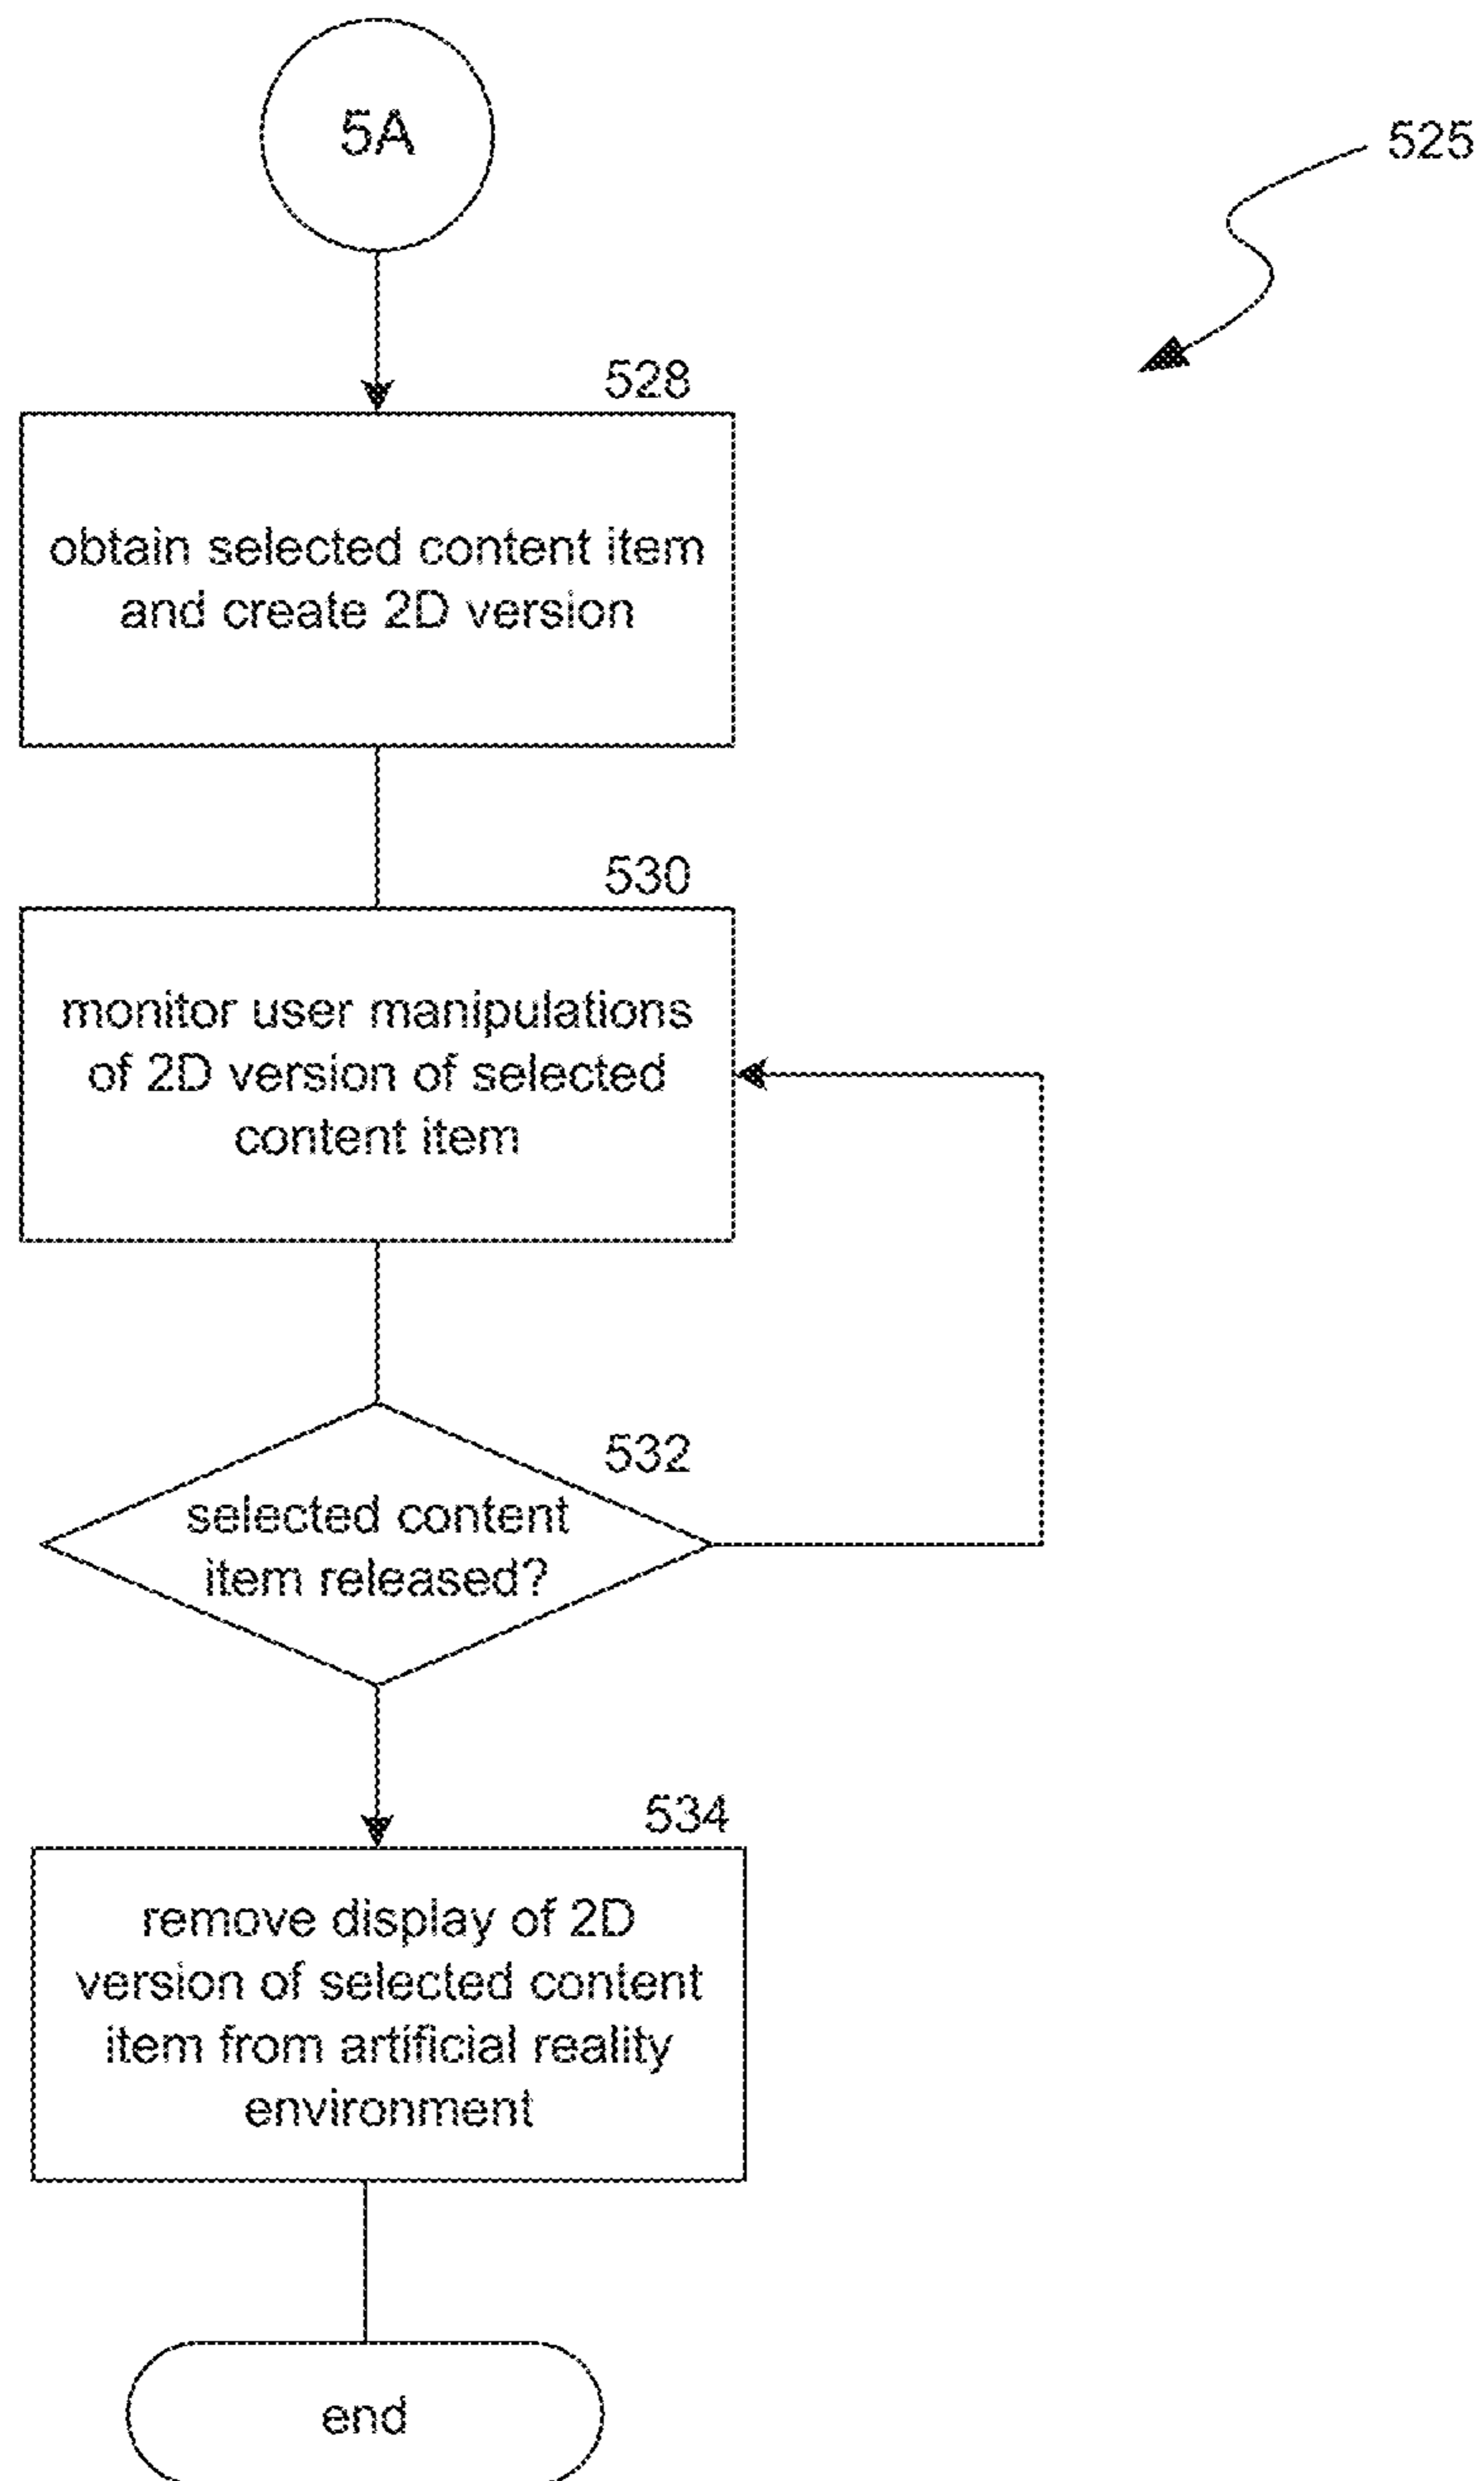 5A
525
528
obtain selected content item
and create 2D version
530
monitor user manipulations
of 2D version of selected
content item
532
selected content
item released?
534
remove display of 2D
version of selected content
item from artificial reality
environment
end